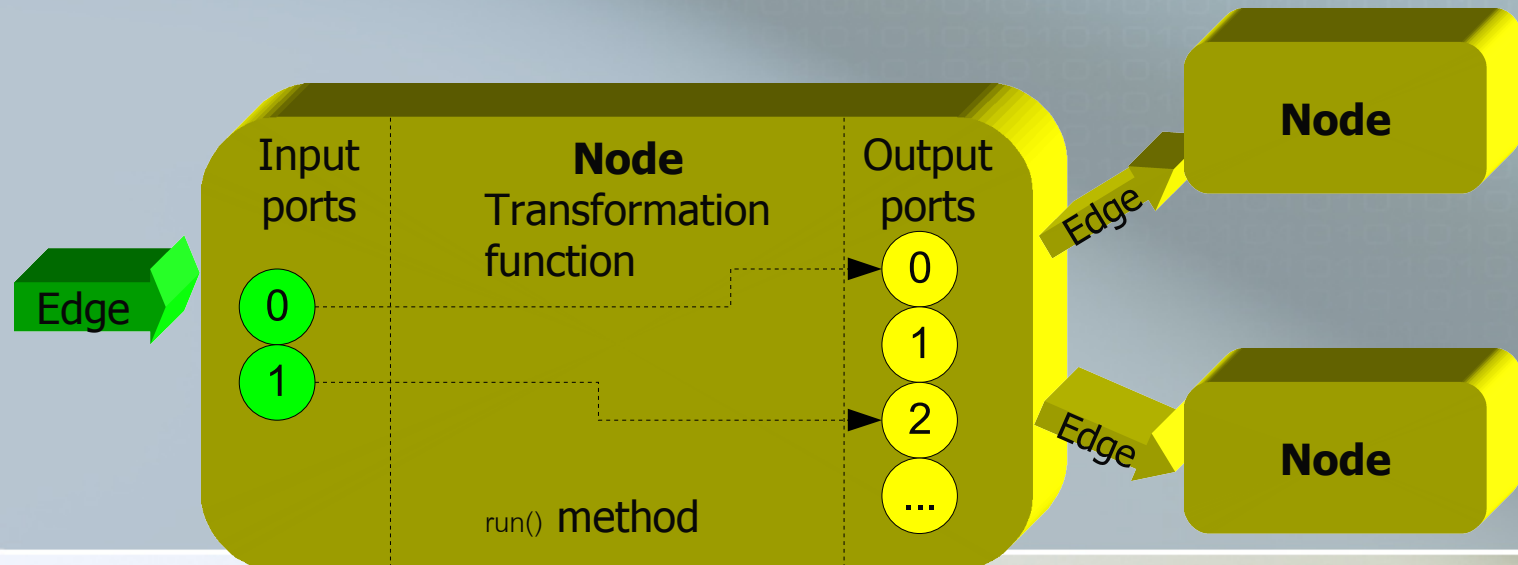 Edge
Input
ports
0
1
Node
Transformation
function
run() method
Output
ports
0
1
2
...
Edge
Edge
Node
Node